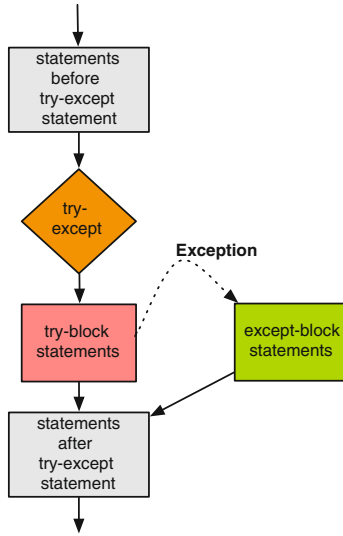 statements
before
try-except
statement
try-
except
Exception
try-block
statements
except-block
statements
statements
after
try-except
statement